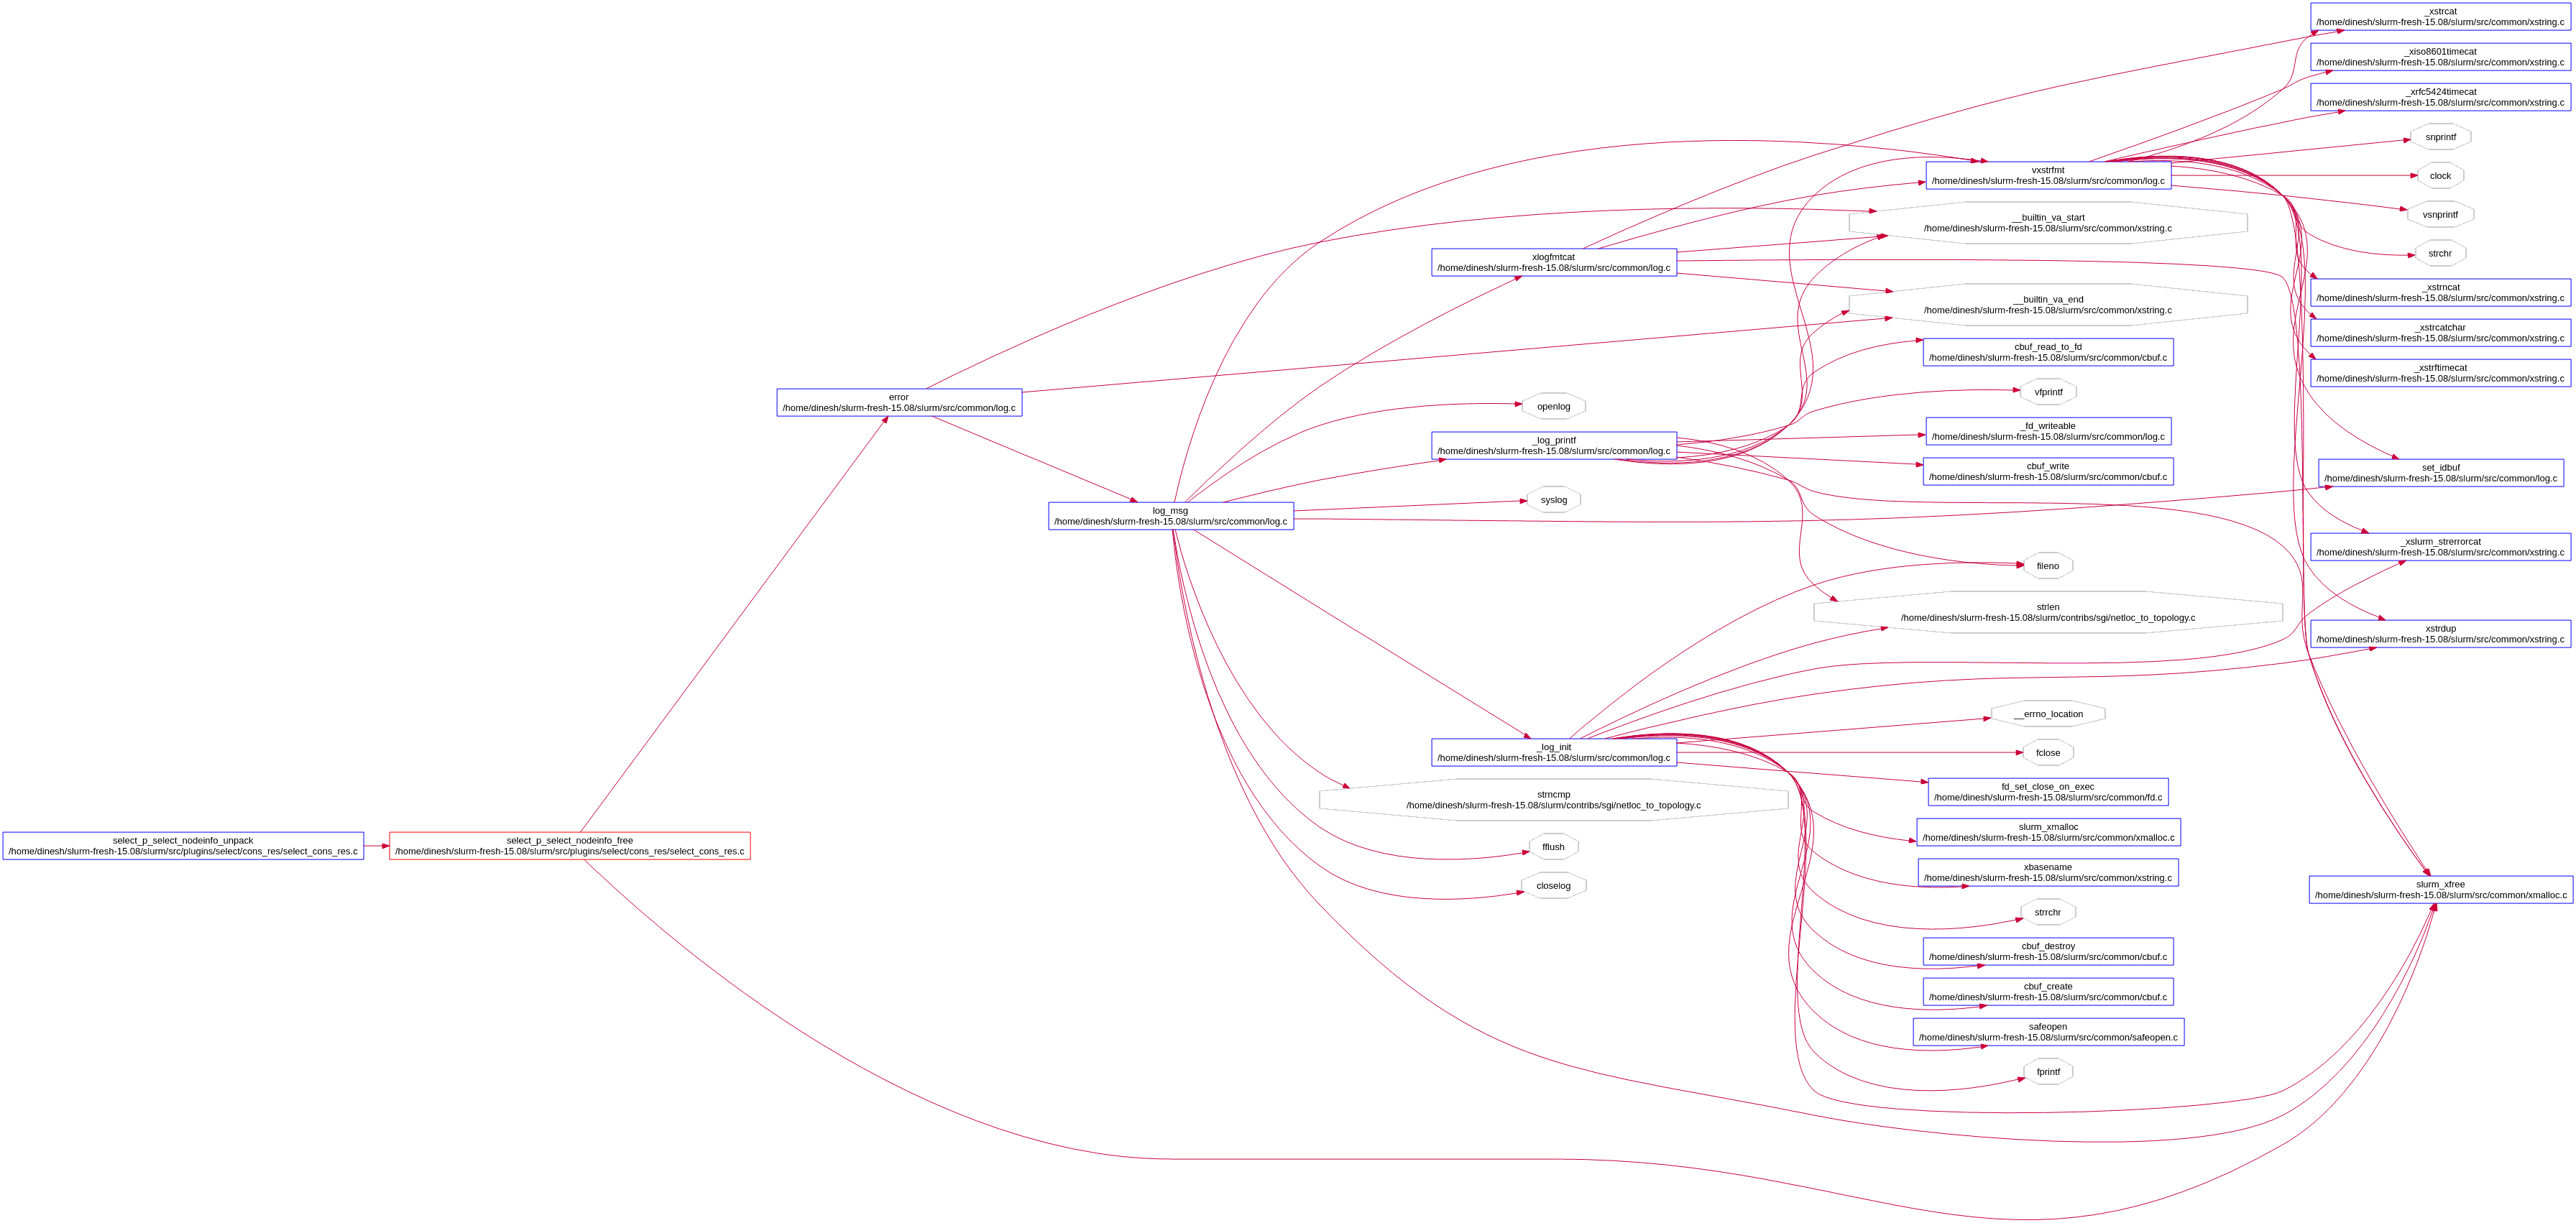 select_p_select_nodeinfo_unpack
/home/dinesh/slurm-fresh-15.08/slurm/src/plugins/select/cons_res/select_cons_res.c
select_p_select_nodeinfo_free
/home/dinesh/slurm-fresh-15.08/slurm/src/plugins/select/cons_res/select_cons_res.c
error
/home/dinesh/slurm-fresh-15.08/slurm/src/common/log.c
log_msg
/home/dinesh/slurm-fresh-15.08/slurm/src/common/log.c
xlogfmtcat
/home/dinesh/slurm-fresh-15.08/slurm/src/common/log.c
openlog
_log_printf
/home/dinesh/slurm-fresh-15.08/slurm/src/common/log.c
syslog
_log_init
/home/dinesh/slurm-fresh-15.08/slurm/src/common/log.c
strncmp
/home/dinesh/slurm-fresh-15.08/slurm/contribs/sgi/netloc_to_topology.c
fflush
closelog
vxstrfmt
/home/dinesh/slurm-fresh-15.08/slurm/src/common/log.c
__builtin_va_start
/home/dinesh/slurm-fresh-15.08/slurm/src/common/xstring.c
__builtin_va_end
/home/dinesh/slurm-fresh-15.08/slurm/src/common/xstring.c
cbuf_read_to_fd
/home/dinesh/slurm-fresh-15.08/slurm/src/common/cbuf.c
vfprintf
_fd_writeable
/home/dinesh/slurm-fresh-15.08/slurm/src/common/log.c
cbuf_write
/home/dinesh/slurm-fresh-15.08/slurm/src/common/cbuf.c
fileno
strlen
/home/dinesh/slurm-fresh-15.08/slurm/contribs/sgi/netloc_to_topology.c
__errno_location
fclose
fd_set_close_on_exec
/home/dinesh/slurm-fresh-15.08/slurm/src/common/fd.c
slurm_xmalloc
/home/dinesh/slurm-fresh-15.08/slurm/src/common/xmalloc.c
xbasename
/home/dinesh/slurm-fresh-15.08/slurm/src/common/xstring.c
strrchr
cbuf_destroy
/home/dinesh/slurm-fresh-15.08/slurm/src/common/cbuf.c
cbuf_create
/home/dinesh/slurm-fresh-15.08/slurm/src/common/cbuf.c
safeopen
/home/dinesh/slurm-fresh-15.08/slurm/src/common/safeopen.c
fprintf
_xstrcat
/home/dinesh/slurm-fresh-15.08/slurm/src/common/xstring.c
_xiso8601timecat
/home/dinesh/slurm-fresh-15.08/slurm/src/common/xstring.c
_xrfc5424timecat
/home/dinesh/slurm-fresh-15.08/slurm/src/common/xstring.c
snprintf
clock
vsnprintf
strchr
_xstrncat
/home/dinesh/slurm-fresh-15.08/slurm/src/common/xstring.c
_xstrcatchar
/home/dinesh/slurm-fresh-15.08/slurm/src/common/xstring.c
_xstrftimecat
/home/dinesh/slurm-fresh-15.08/slurm/src/common/xstring.c
set_idbuf
/home/dinesh/slurm-fresh-15.08/slurm/src/common/log.c
_xslurm_strerrorcat
/home/dinesh/slurm-fresh-15.08/slurm/src/common/xstring.c
xstrdup
/home/dinesh/slurm-fresh-15.08/slurm/src/common/xstring.c
slurm_xfree
/home/dinesh/slurm-fresh-15.08/slurm/src/common/xmalloc.c